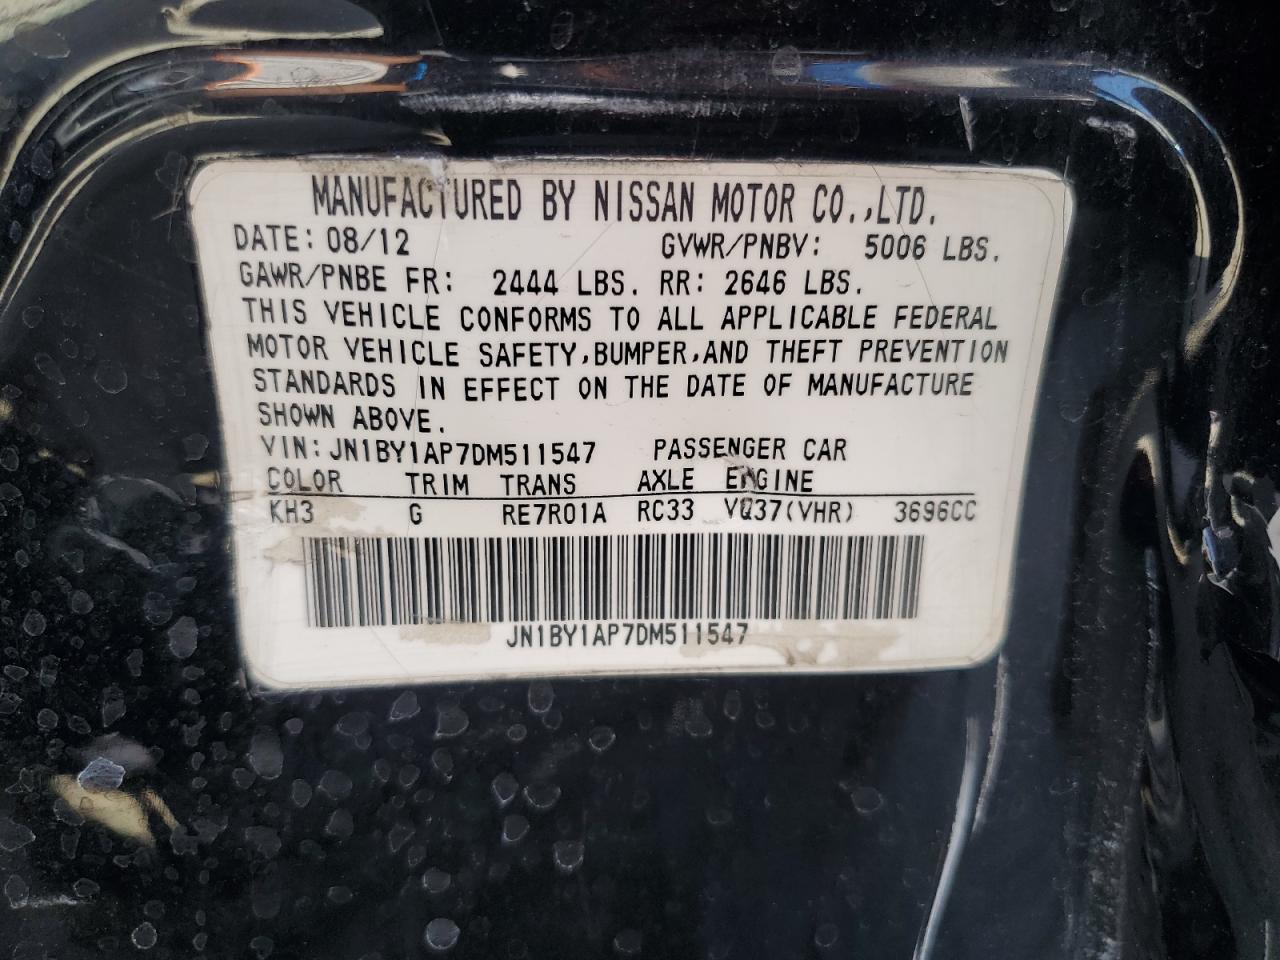 MANUFACTURED BY NISSAN MOTOR CO.,LTD.
DATE: 08/12 GVWR/PNBV: 5006 LBS.
GAWR/PNBE FR: 2444 LBS. RR: 2646 LBS.
THIS VEHICLE CONFORMS TO ALL APPLICABLE FEDERAL
MOTOR VEHICLE SAFETY,BUMPER,AND THEFT PREVENTION
STANDARDS IN EFFECT ON THE DATE OF MANUFACTURE
SHOWN ABOVE.
VIN:JN1BY1AP7DM511547 PASSENGER CAR
COLOR TRIM TRANS AXLE ENGINE
KH3 G RE7R01A RC33 VQ37(VHR) 3696CC
JN1BY1AP7DM511547